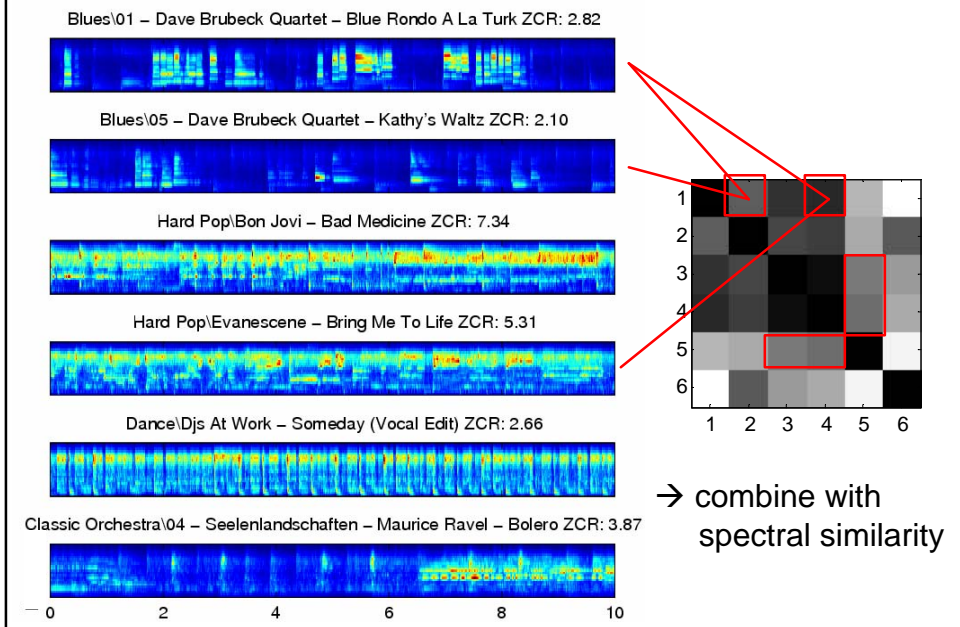 Blues\01 – Dave Brubeck Quartet – Blue Rondo A La Turk ZCR: 2.82
Blues\05 – Dave Brubeck Quartet – Kathy's Waltz ZCR: 2.10
Hard Pop\Bon Jovi – Bad Medicine ZCR: 7.34
Hard Pop\Evanescene – Bring Me To Life ZCR: 5.31
Dance\Djs At Work – Someday (Vocal Edit) ZCR: 2.66
Classic Orchestra\04 – Seelenlandschaften – Maurice Ravel – Bolero ZCR: 3.87
0 2 4 6 8 10
1
2
3
4
5
6
1 2 3 4 5 6
→ combine with
spectral similarity